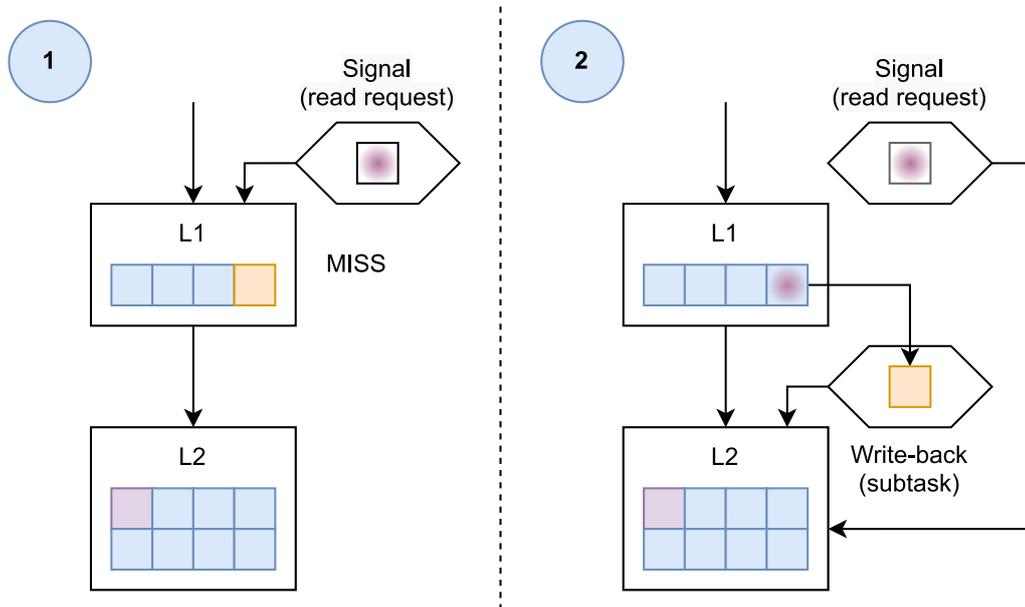 1
Signal
(read request)
L1
MISS
L2
2
Signal
(read request)
L1
L2
Write-back
(subtask)